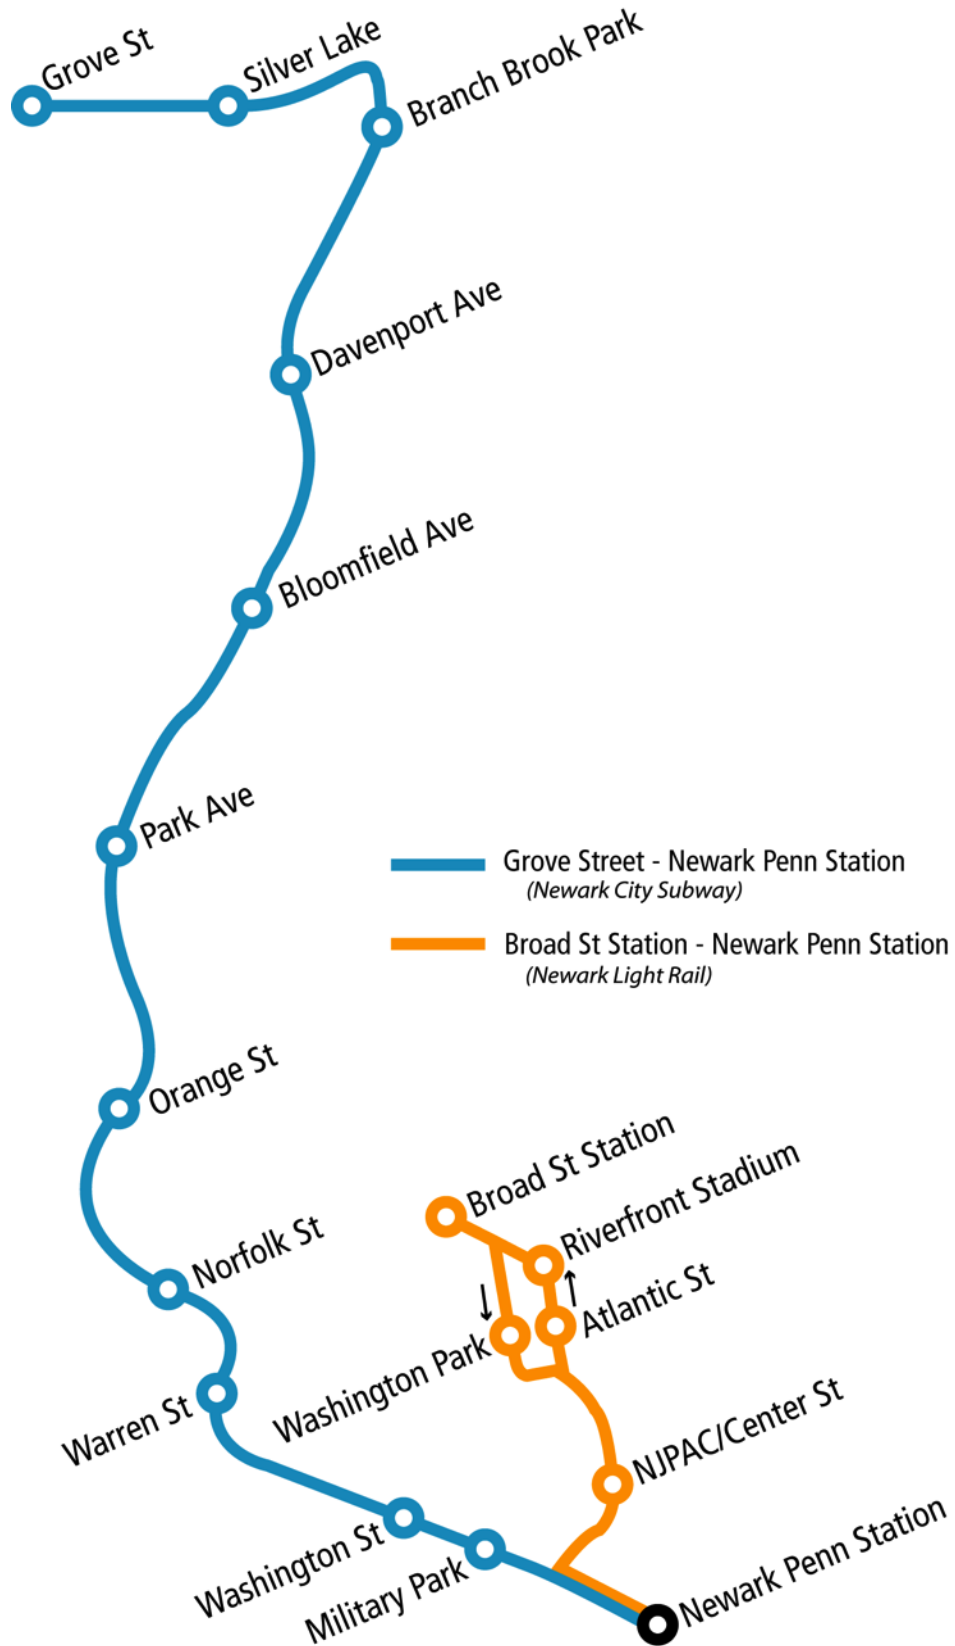 Grove St
Silver Lake
Branch Brook Park
Davenport Ave
Bloomfield Ave
Park Ave
Grove Street - Newark Penn Station
(Newark City Subway)
Broad St Station - Newark Penn Station
(Newark Light Rail)
Orange St
Broad St Station
Riverfront Stadium
Norfolk St
Atlantic St
Washington Park
Warren St
NJPAC/Center St
Washington St
Military Park
Newark Penn Station